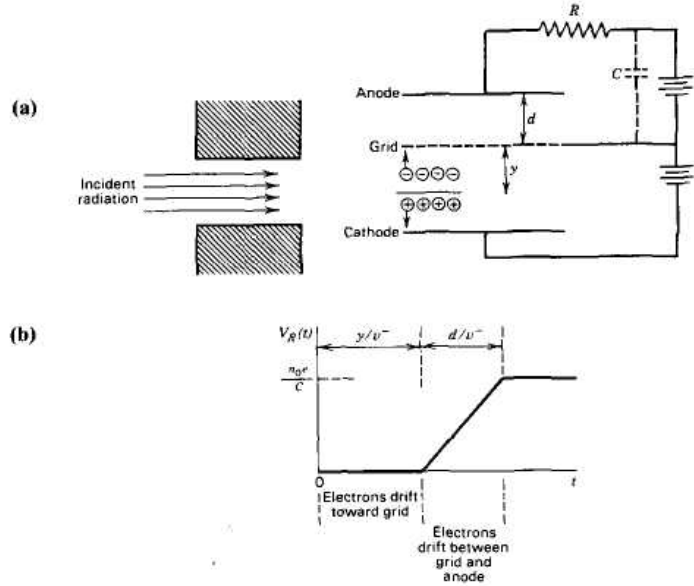 (a)
R
C
Anode
d
Grid
y
Incident
radiation
Cathode
(b)
V_R(t)
y/v⁻
d/v⁻
n₀e
C
0
t
Electrons drift
toward grid
Electrons
drift between
grid and
anode